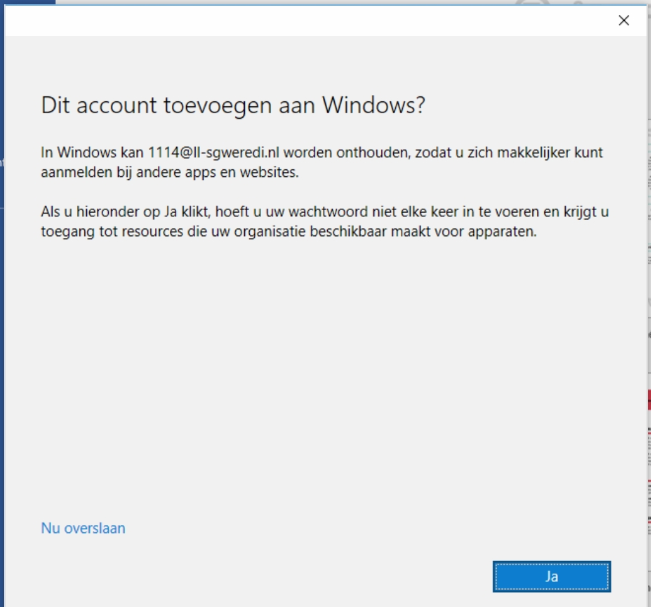 Dit account toevoegen aan Windows?
In Windows kan 1114@ll-sgweredi.nl worden onthouden, zodat u zich makkelijker kunt
aanmelden bij andere apps en websites.
Als u hieronder op Ja klikt, hoeft u uw wachtwoord niet elke keer in te voeren en krijgt u
toegang tot resources die uw organisatie beschikbaar maakt voor apparaten.
Nu overslaan
Ja